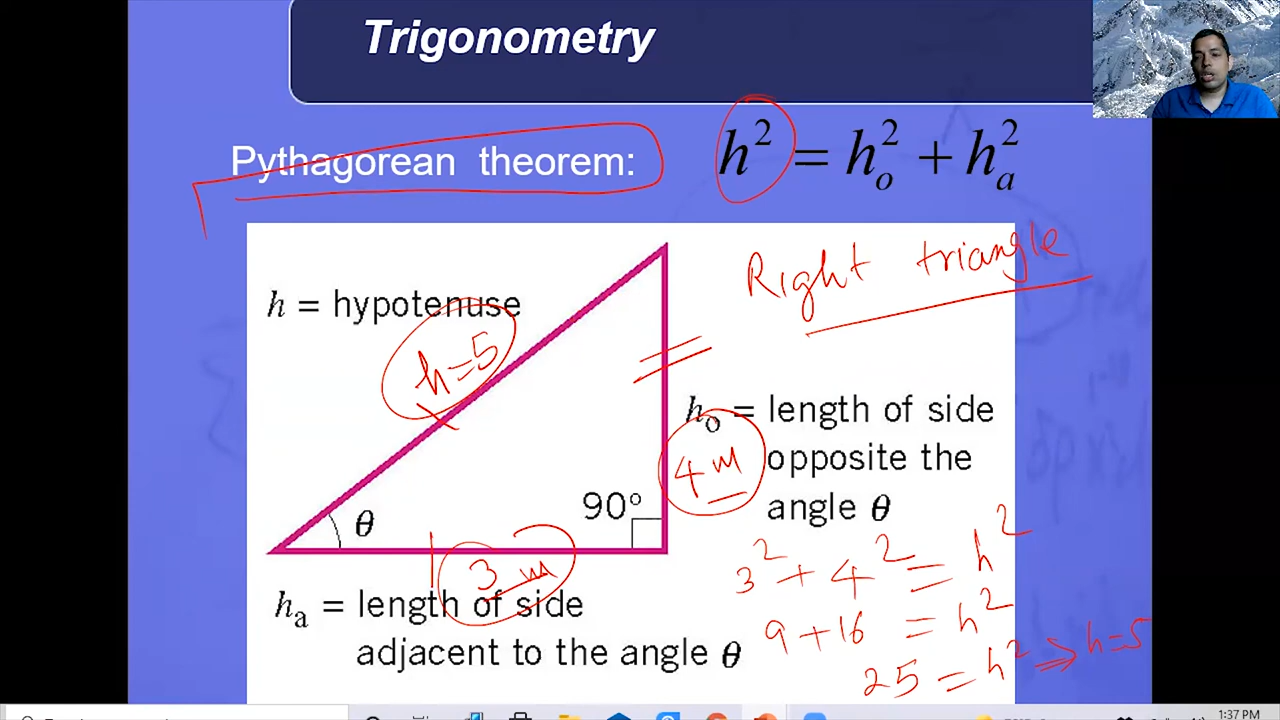 Trigonometry
Pythagorean theorem:
h² = hₒ² + hₐ²
Right triangle
h = hypotenuse
h=5
hₒ = length of side
opposite the
angle θ
4 m
90°
θ
3 m
hₐ = length of side
adjacent to the angle θ
3² + 4² = h²
9 + 16 = h²
25 = h² ⇒ h=5
1:37 PM